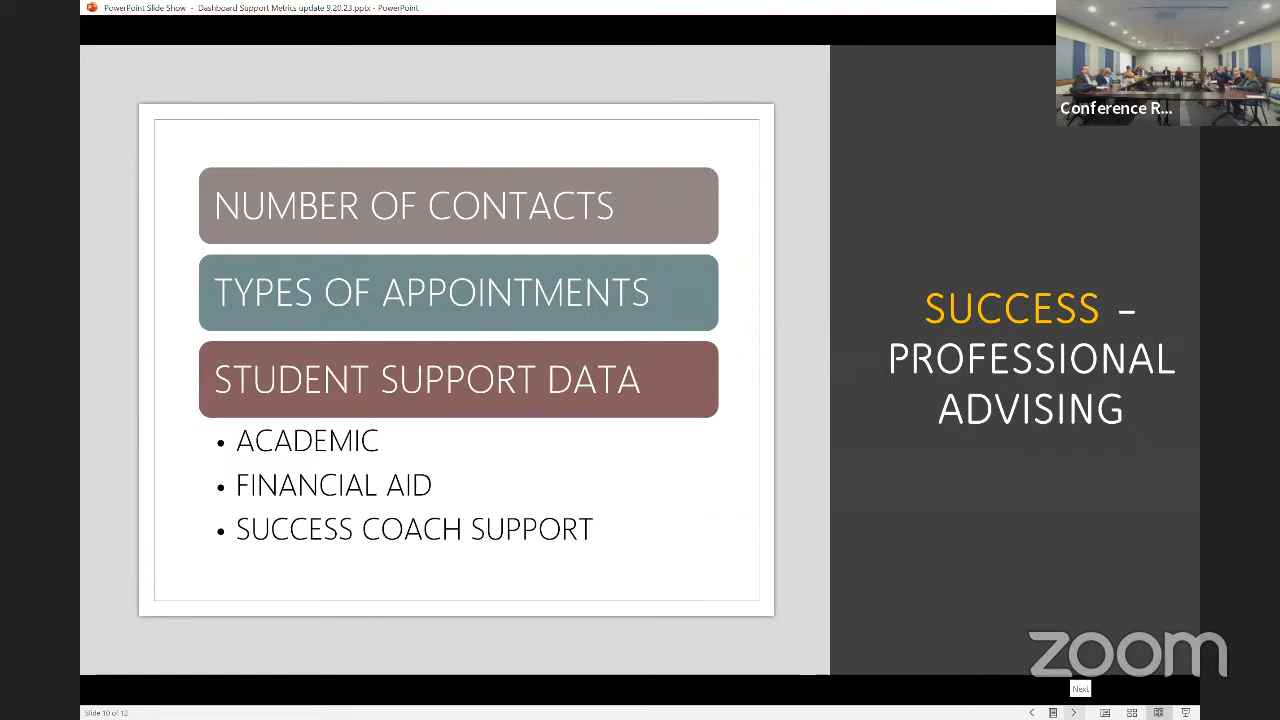 PowerPoint Slide Show - Dashboard Support Metrics update 9.20.23.pptx - PowerPoint
Conference R...
NUMBER OF CONTACTS
TYPES OF APPOINTMENTS
STUDENT SUPPORT DATA
• ACADEMIC
• FINANCIAL AID
• SUCCESS COACH SUPPORT
SUCCESS –
PROFESSIONAL
ADVISING
zoom
Next
Slide 10 of 12